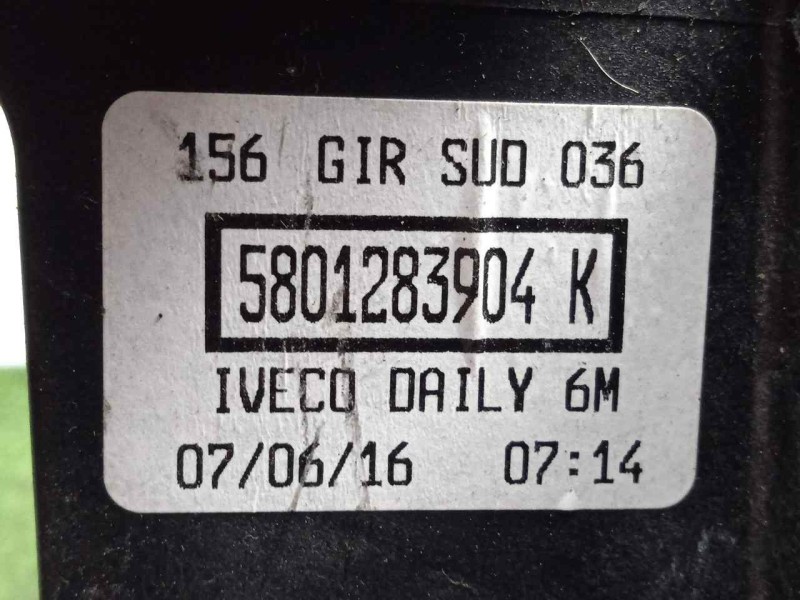 156 GIR SUD 036
5801283904 K
IVECO DAILY 6M
07/06/16 07:14